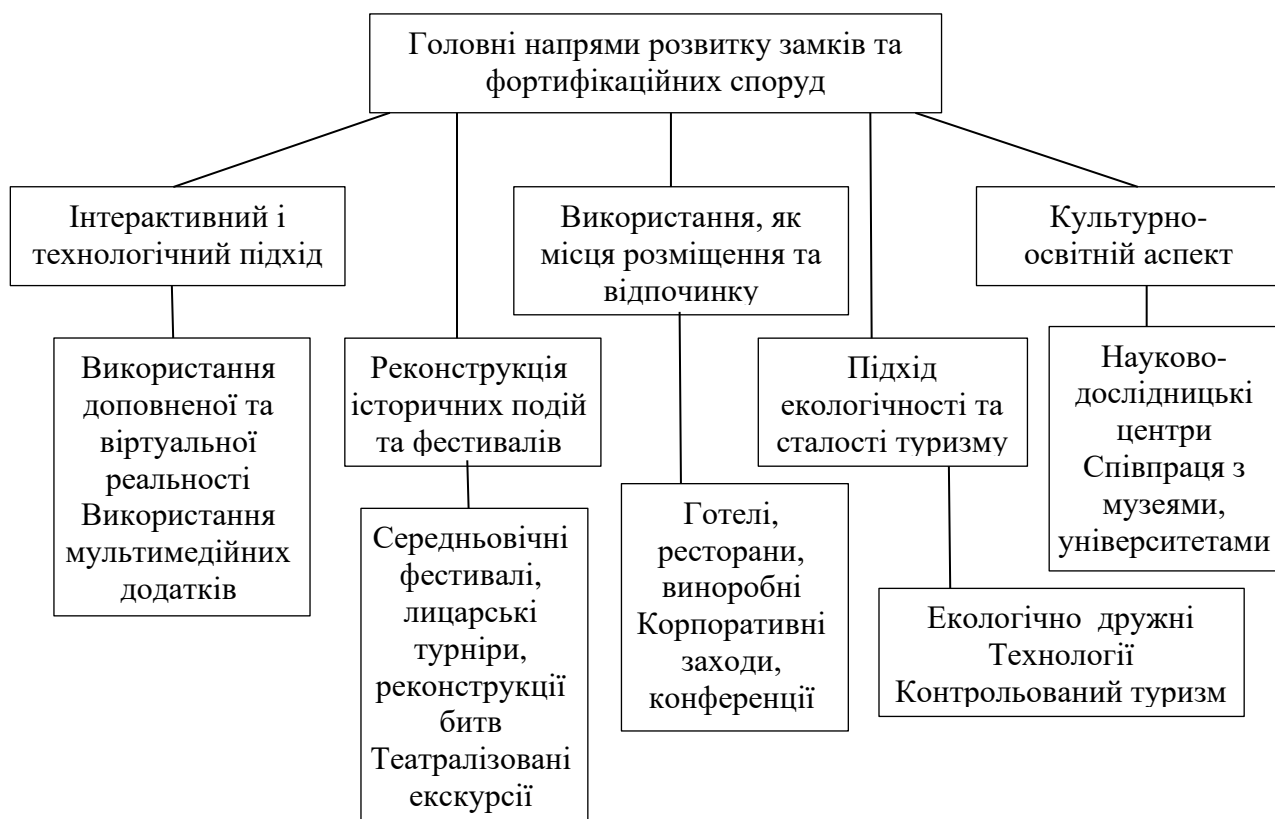 Головні напрями розвитку замків та
фортифікаційних споруд
Інтерактивний і
технологічний підхід
Використання, як
місця розміщення та
відпочинку
Культурно-
освітній аспект
Використання
доповненої та
віртуальної
реальності
Використання
мультимедійних
додатків
Реконструкція
історичних подій
та фестивалів
Підхід
екологічності та
сталості туризму
Науково-
дослідницькі
центри
Співпраця з
музеями,
університетами
Середньовічні
фестивалі,
лицарські
турніри,
реконструкції
битв
Театралізовані
екскурсії
Готелі,
ресторани,
виноробні
Корпоративні
заходи,
конференції
Екологічно  дружні
Технології
Контрольований туризм